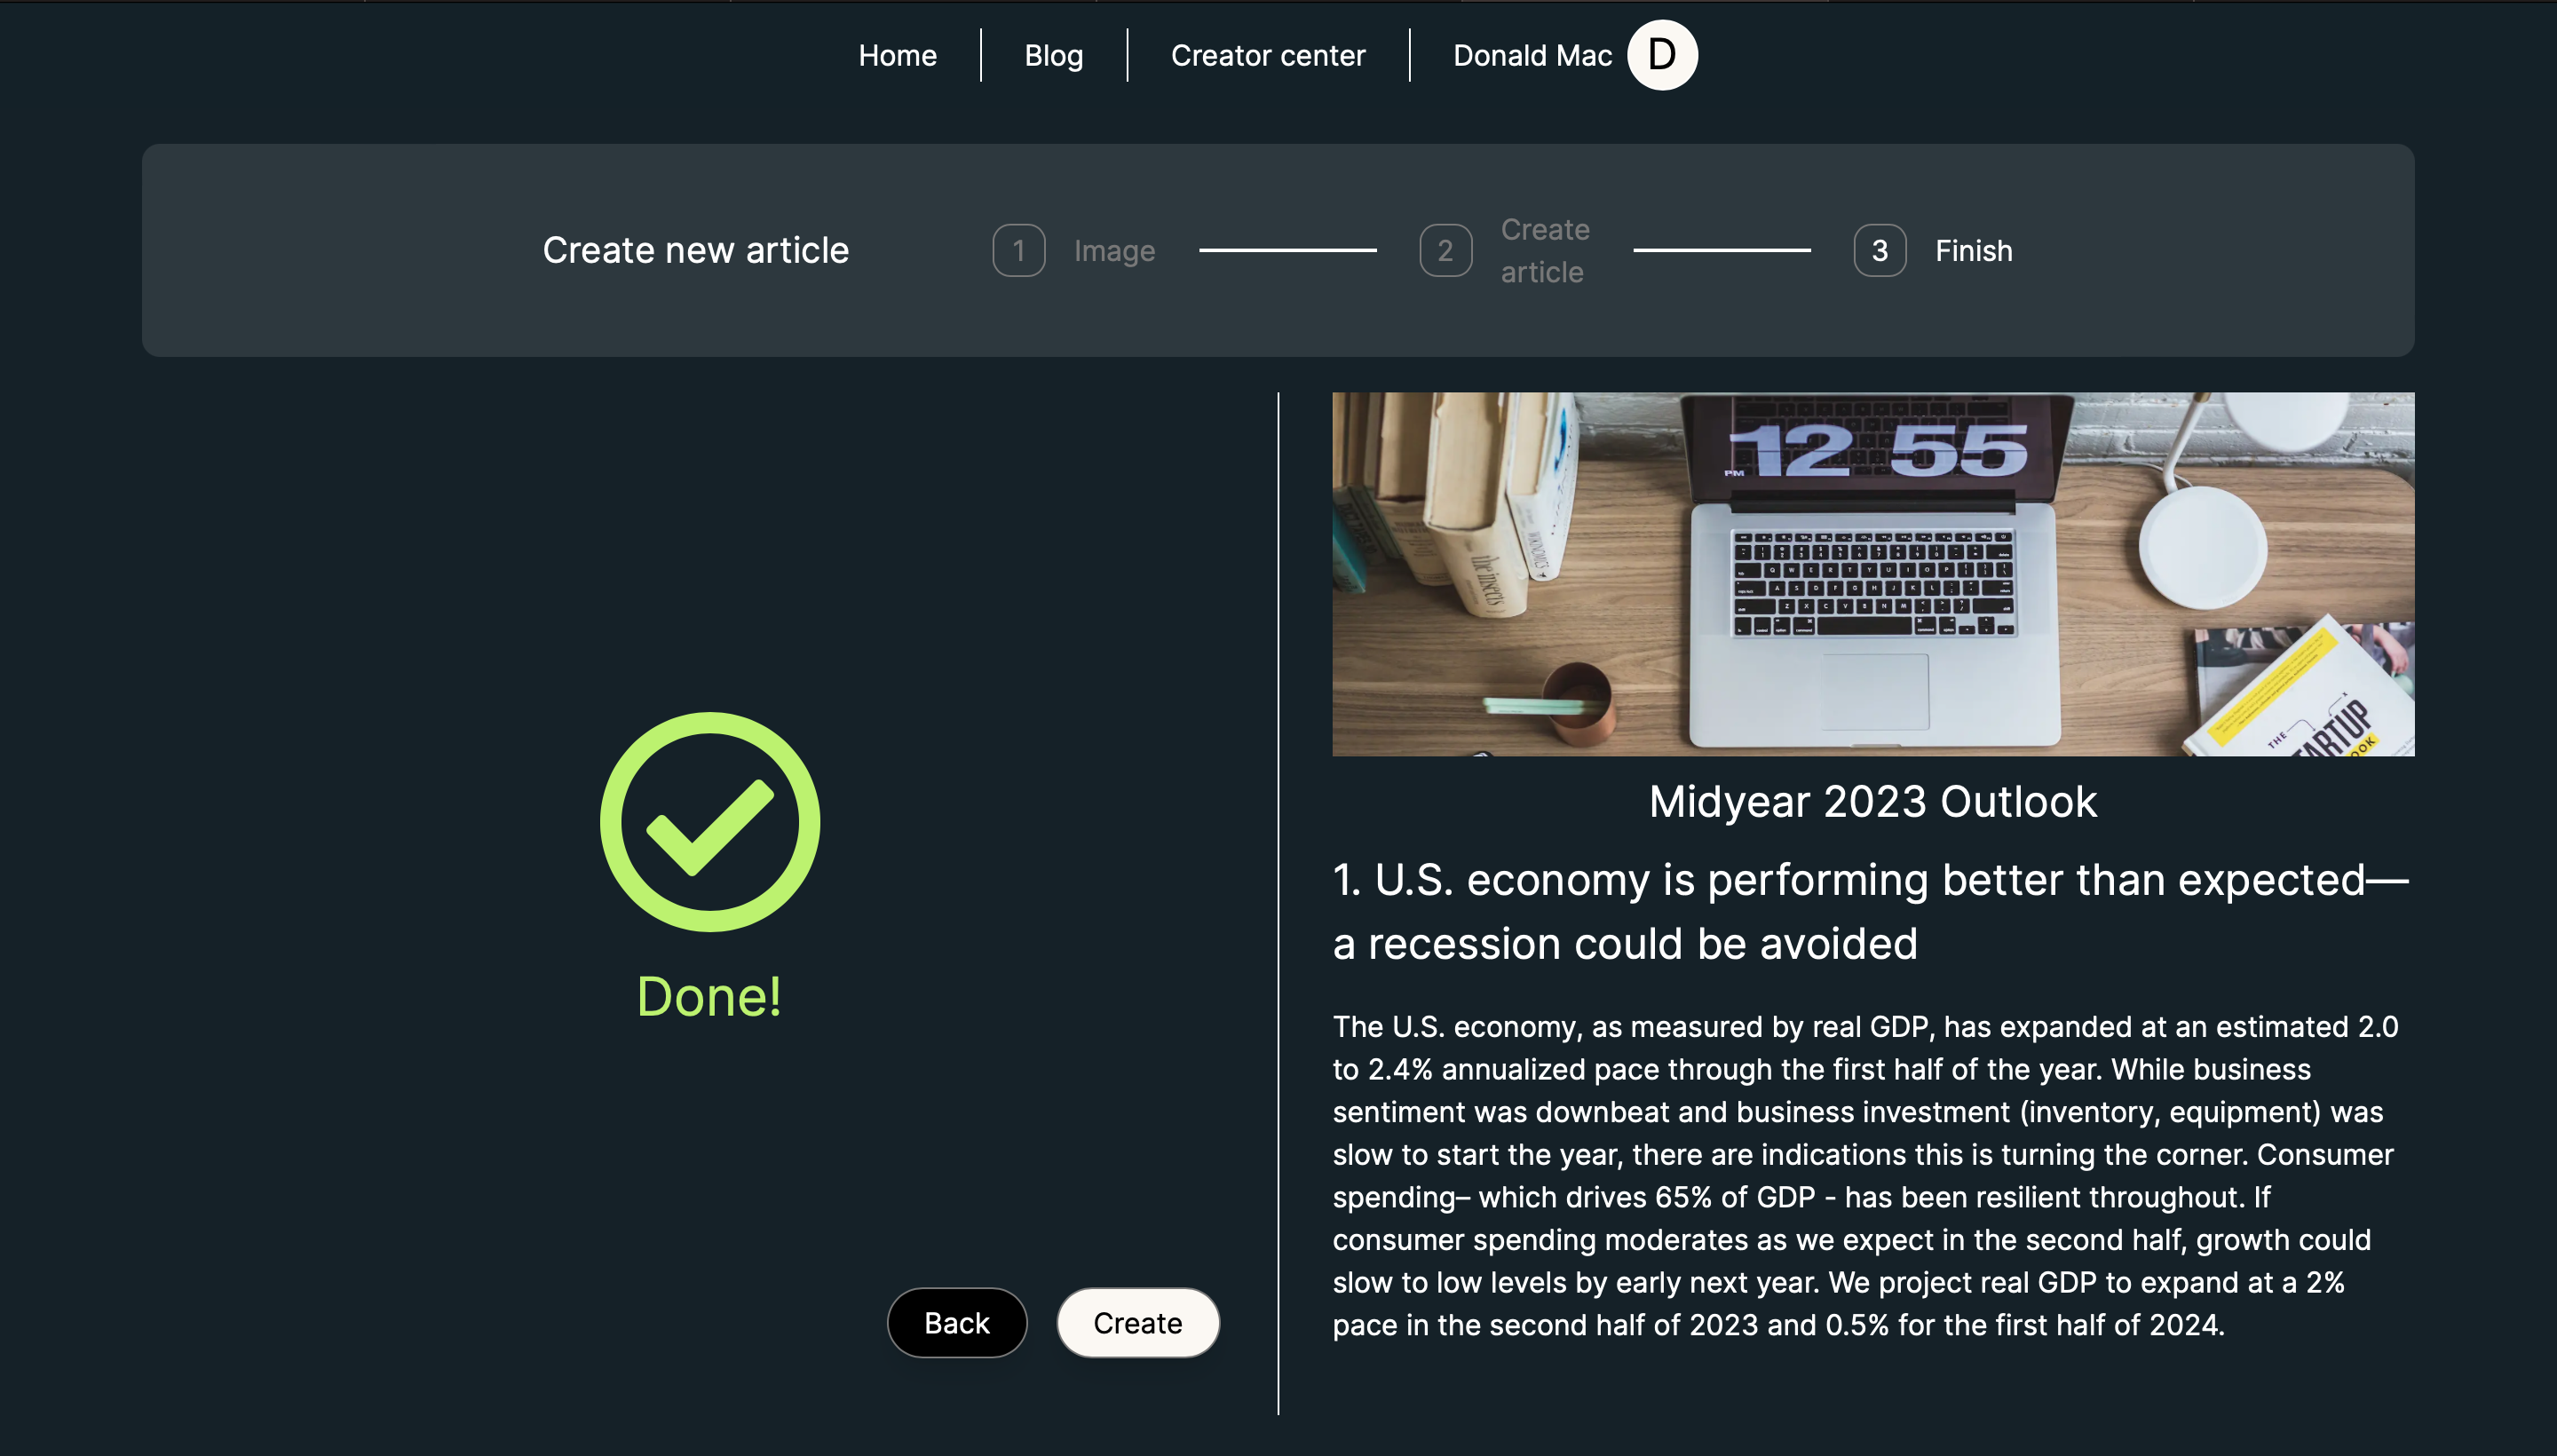 Home
Blog
Creator center
Donald Mac
D
Create new article
1
Image
2
Create
article
3
Finish
Done!
Back
Create
PM
12 55
the insects
WIKINOMICS
THE
STARTUP
Midyear 2023 Outlook
1. U.S. economy is performing better than expected—
a recession could be avoided
The U.S. economy, as measured by real GDP, has expanded at an estimated 2.0
to 2.4% annualized pace through the first half of the year. While business
sentiment was downbeat and business investment (inventory, equipment) was
slow to start the year, there are indications this is turning the corner. Consumer
spending– which drives 65% of GDP - has been resilient throughout. If
consumer spending moderates as we expect in the second half, growth could
slow to low levels by early next year. We project real GDP to expand at a 2%
pace in the second half of 2023 and 0.5% for the first half of 2024.